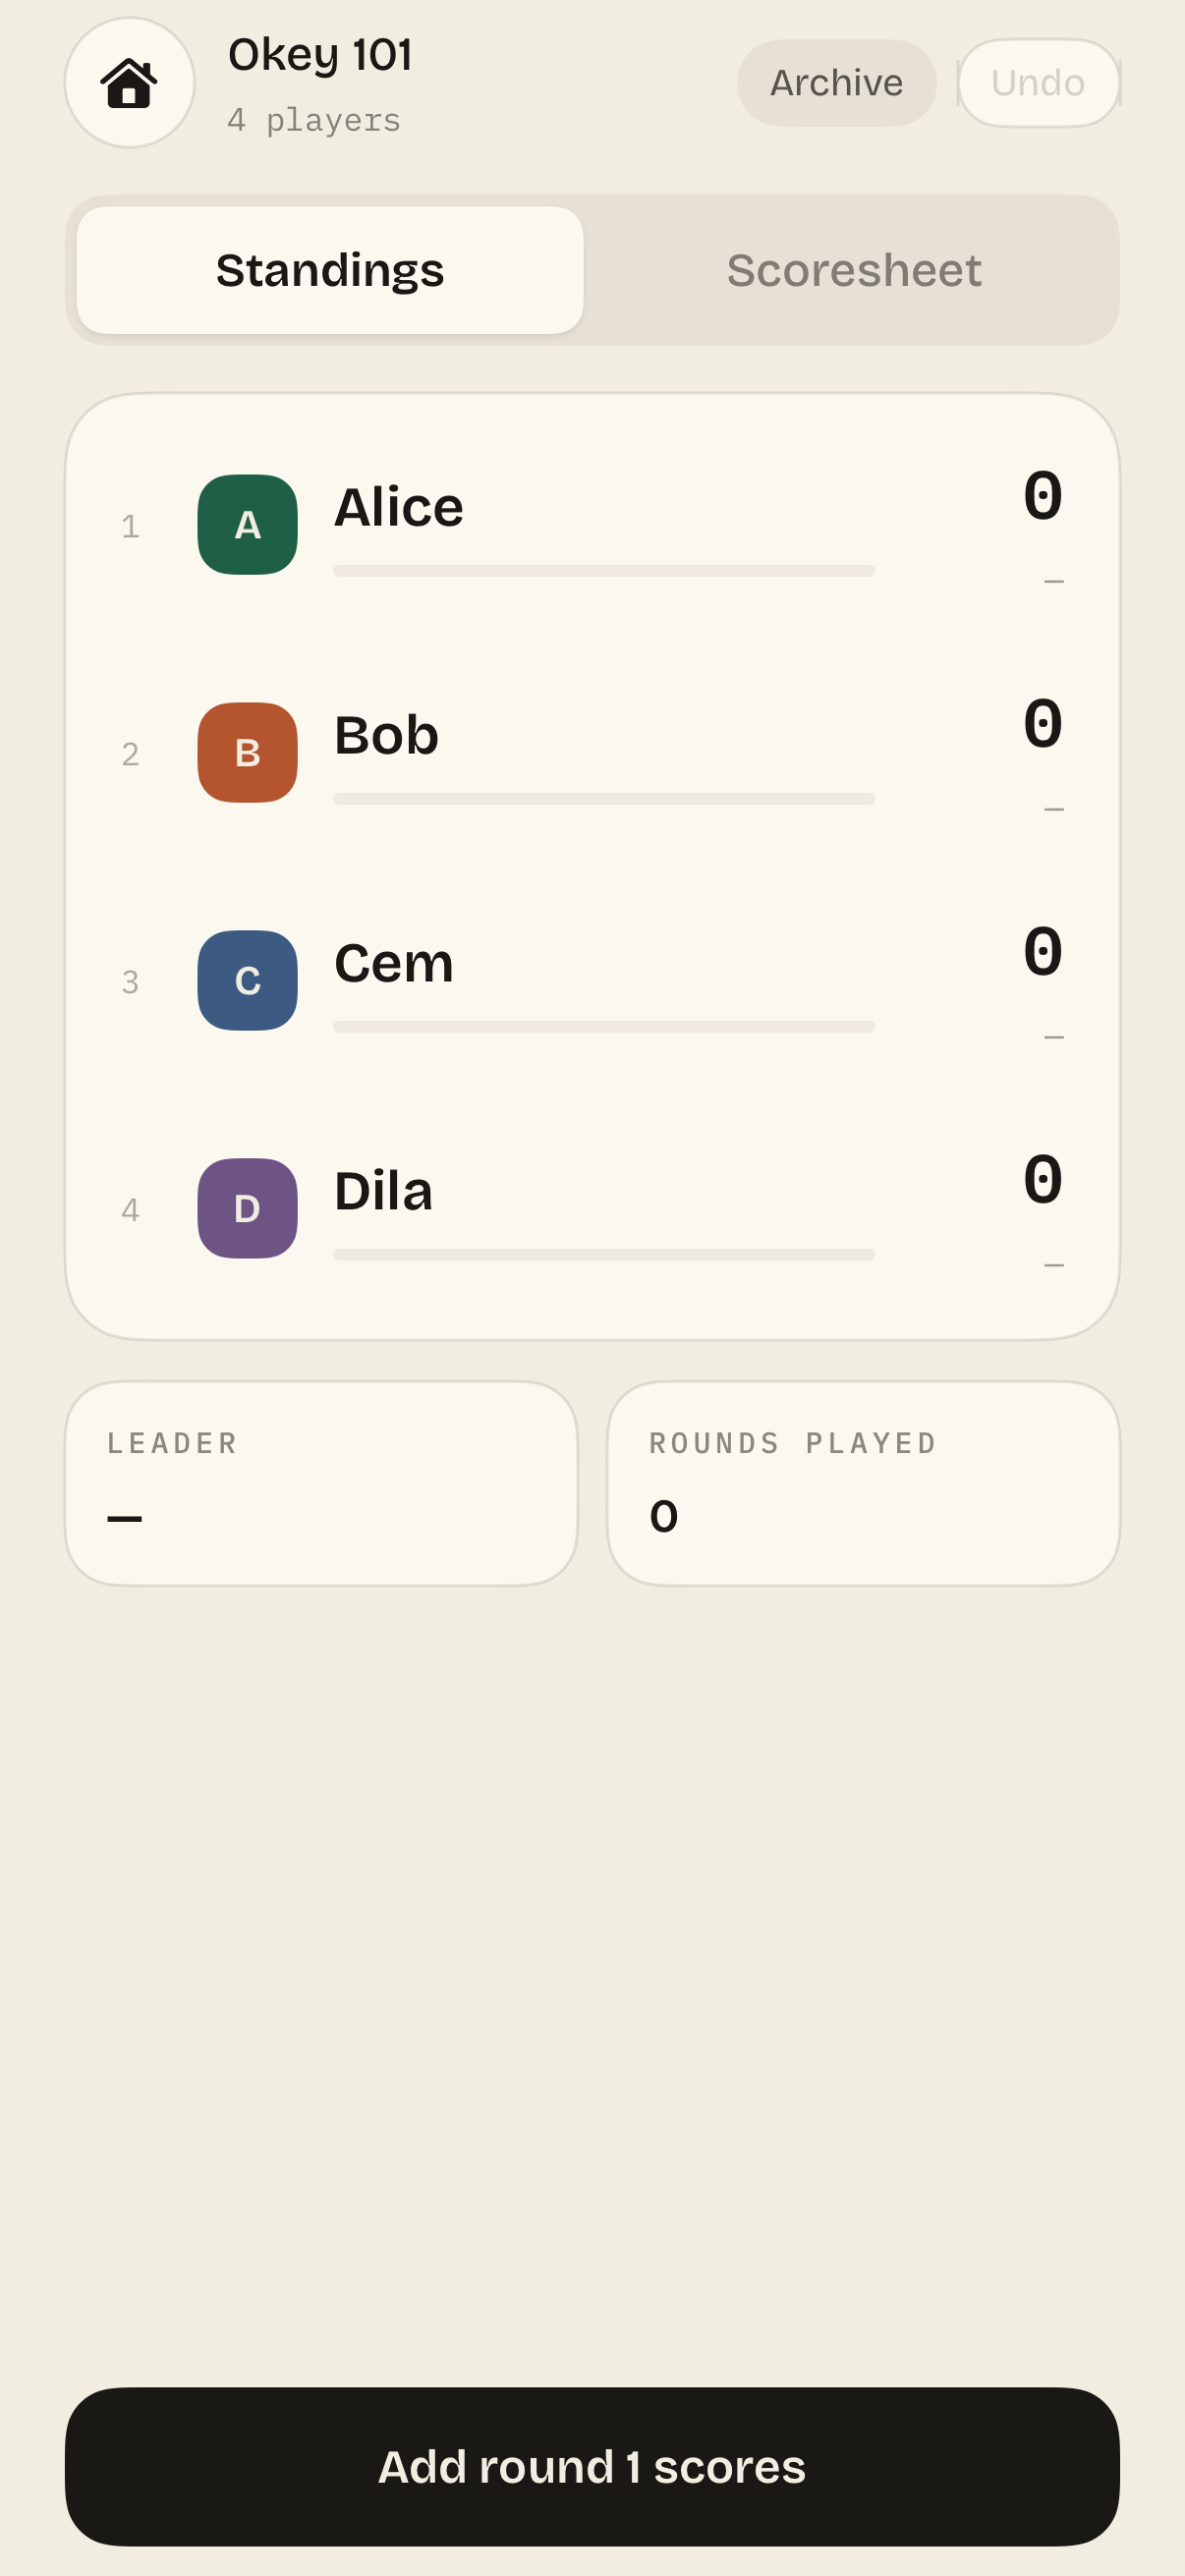 Okey 101
4 players
Archive
Undo
Standings
Scoresheet
1
A
Alice
0
—
2
B
Bob
0
—
3
C
Cem
0
—
4
D
Dila
0
—
LEADER
—
ROUNDS PLAYED
0
Add round 1 scores